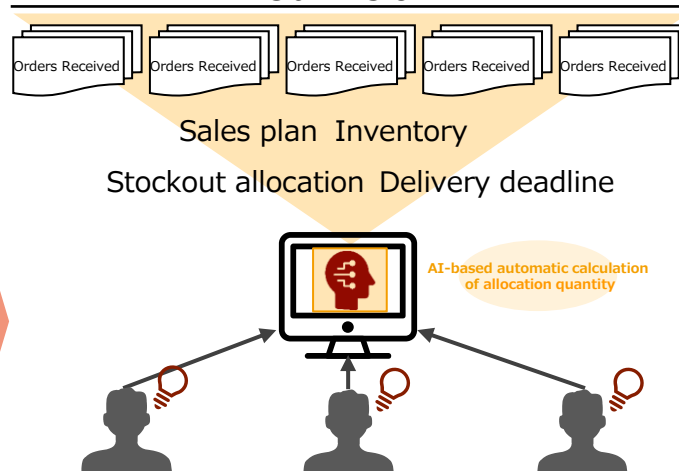 Orders Received Orders Received Orders Received Orders Received Orders Received
Sales plan Inventory
Stockout allocation Delivery deadline
AI-based automatic calculation
of allocation quantity